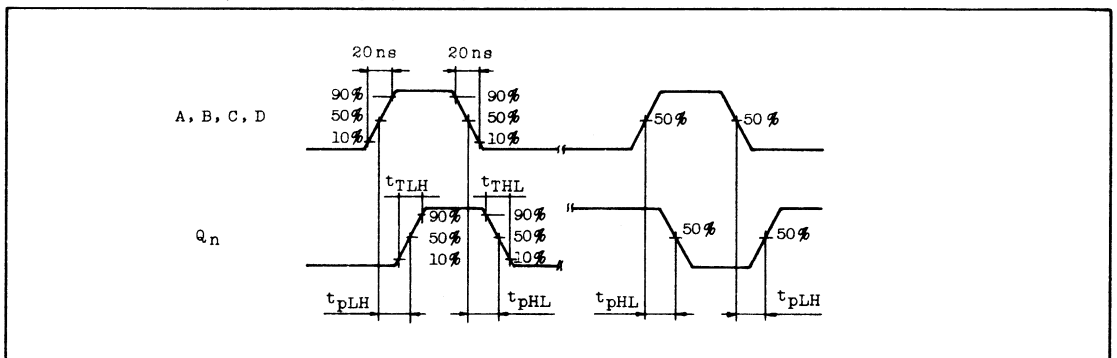 20ns 20ns
90% 90%
A, B, C, D 50% 50% 50% 50%
10% 10%
tTLH tTHL
90% 90%
Qn 50% 50% 50% 50%
10% 10%
tpLH tpHL tpHL tpLH